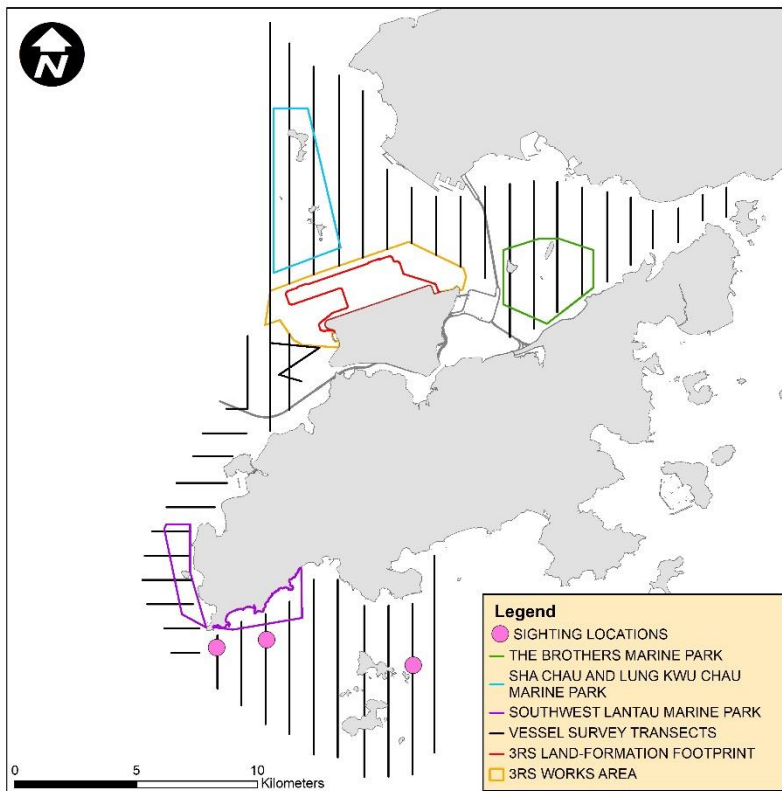 N
Legend
SIGHTING LOCATIONS
THE BROTHERS MARINE PARK
SHA CHAU AND LUNG KWU CHAU
MARINE PARK
SOUTHWEST LANTAU MARINE PARK
VESSEL SURVEY TRANSECTS
3RS LAND-FORMATION FOOTPRINT
3RS WORKS AREA
0 5 10
Kilometers